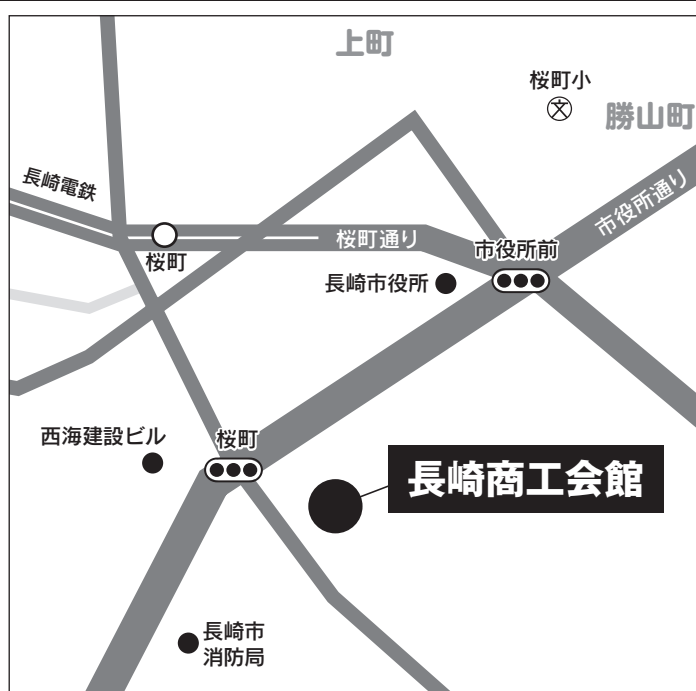 上町
桜町小
文
勝山町
長崎電鉄
市役所通り
桜町通り
市役所前
桜町
長崎市役所
西海建設ビル
桜町
長崎商工会館
長崎市
消防局